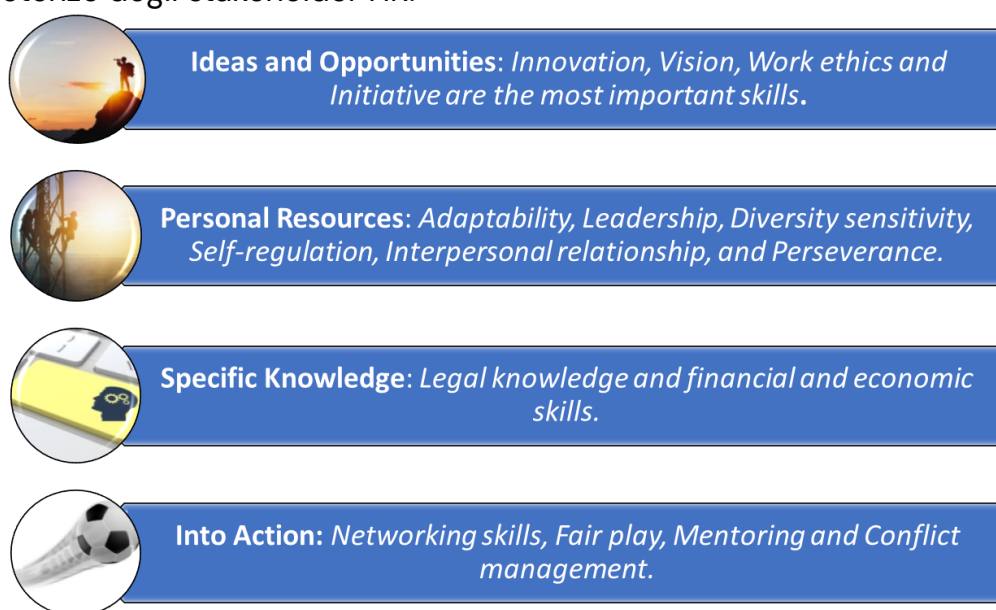 degli stakeholder
Ideas and Opportunities: Innovation, Vision, Work ethics and
Initiative are the most important skills.
Personal Resources: Adaptability, Leadership, Diversity sensitivity,
Self-regulation, Interpersonal relationship, and Perseverance.
Specific Knowledge: Legal knowledge and financial and economic
skills.
Into Action: Networking skills, Fair play, Mentoring and Conflict
management.